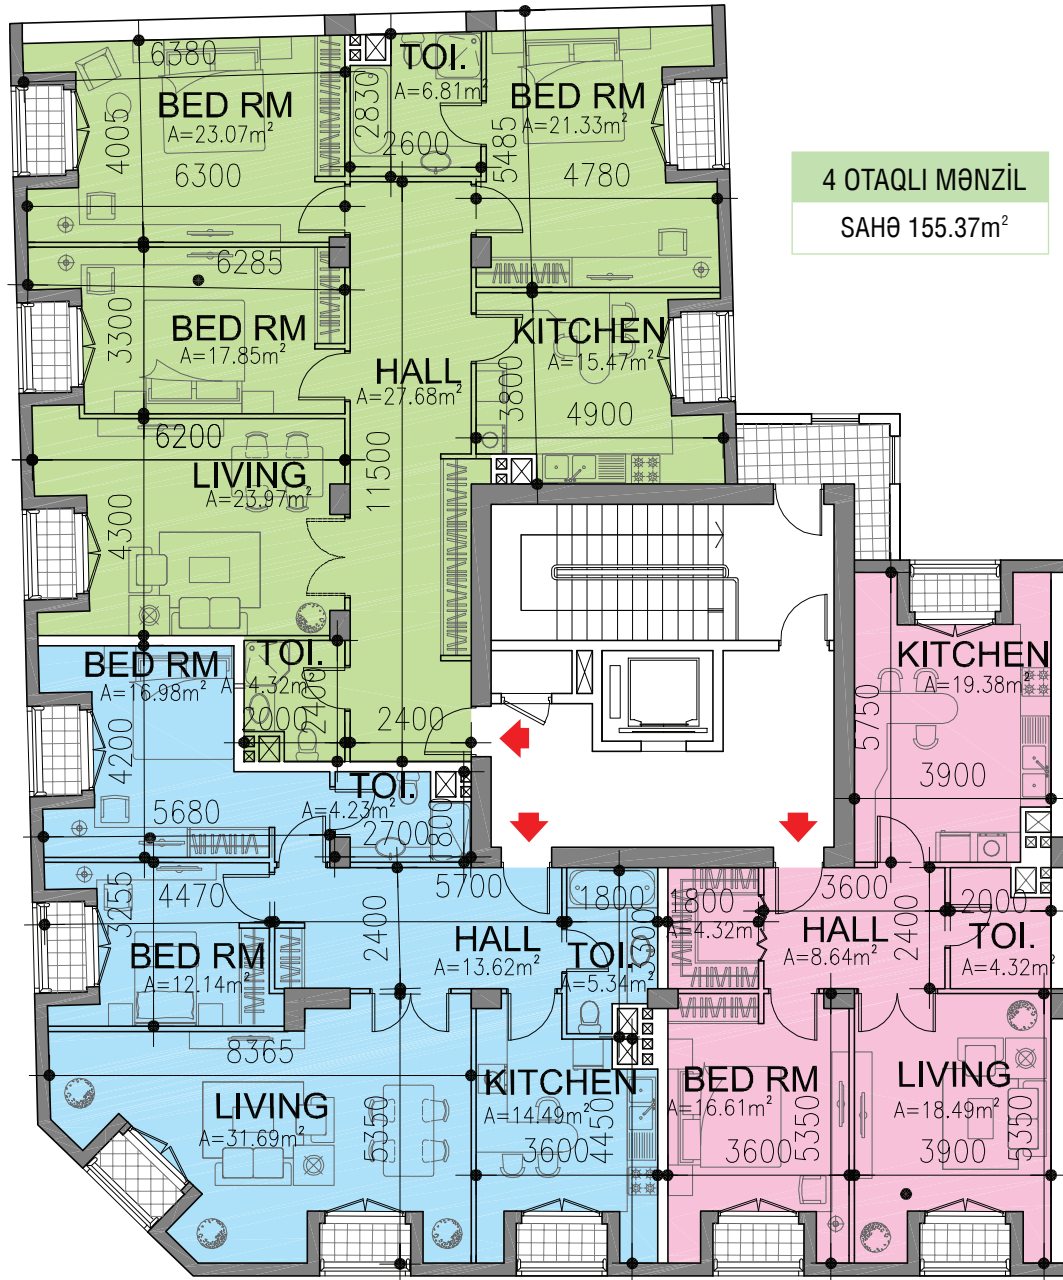 6380
BED RM
A=23.07m²
4005
6300
2830
TOI.
A=6.81m²
2600
BED RM
A=21.33m²
5485
4780
4 OTAQLI MƏNZİL
SAHƏ 155.37m²
6285
BED RM
A=17.85m²
3300
HALL
A=27.68m²
KITCHEN
A=15.47m²
3800
4900
6200
LIVING
A=23.97m²
4300
11500
BED RM
A=16.98m²
TOI.
A=4.32m²
2400
2000
2400
4200
5680
TOI.
A=4.23m²
2700
800
KITCHEN
A=19.38m²
5750
3900
3255
4470
BED RM
A=12.14m²
5700
2400
HALL
A=13.62m²
1800
3000
TOI.
A=5.34m²
1800
4.32m²
3600
2400
HALL
A=8.64m²
2000
TOI.
A=4.32m²
8365
LIVING
A=31.69m²
5350
KITCHEN
A=14.49m²
4450
3600
BED RM
A=16.61m²
5350
3600
LIVING
A=18.49m²
5350
3900